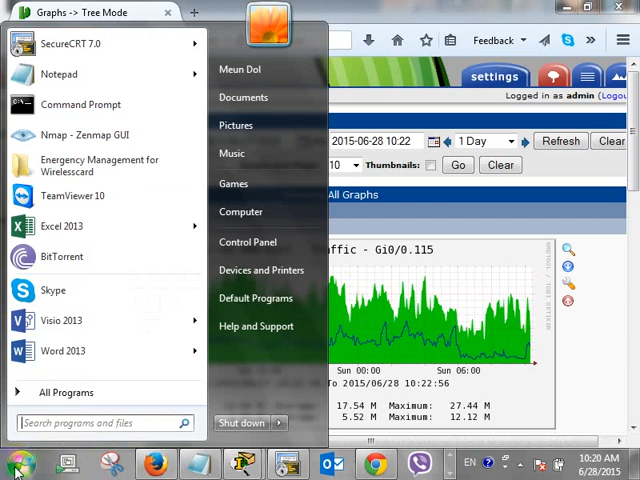 Graphs -> Tree Mode
SecureCRT 7.0
Notepad
Command Prompt
Nmap - Zenmap GUI
Energency Management for
Wirelesscard
TeamViewer 10
Excel 2013
BitTorrent
Skype
Visio 2013
Word 2013
All Programs
Search programs and files
Meun Dol
Documents
Pictures
Music
Games
Computer
Control Panel
Devices and Printers
Default Programs
Help and Support
Shut down
Feedback
settings
Logged in as admin (Logou
2015-06-28 10:22
1 Day
Refresh
Clear
10
Thumbnails:
Go
Clear
All Graphs
affic - Gi0/0.115
Sun 00:00
Sun 06:00
To 2015/06/28 10:22:56
17.54 M Maximum: 27.44 M
5.52 M Maximum: 12.12 M
EN
10:20 AM
6/28/2015